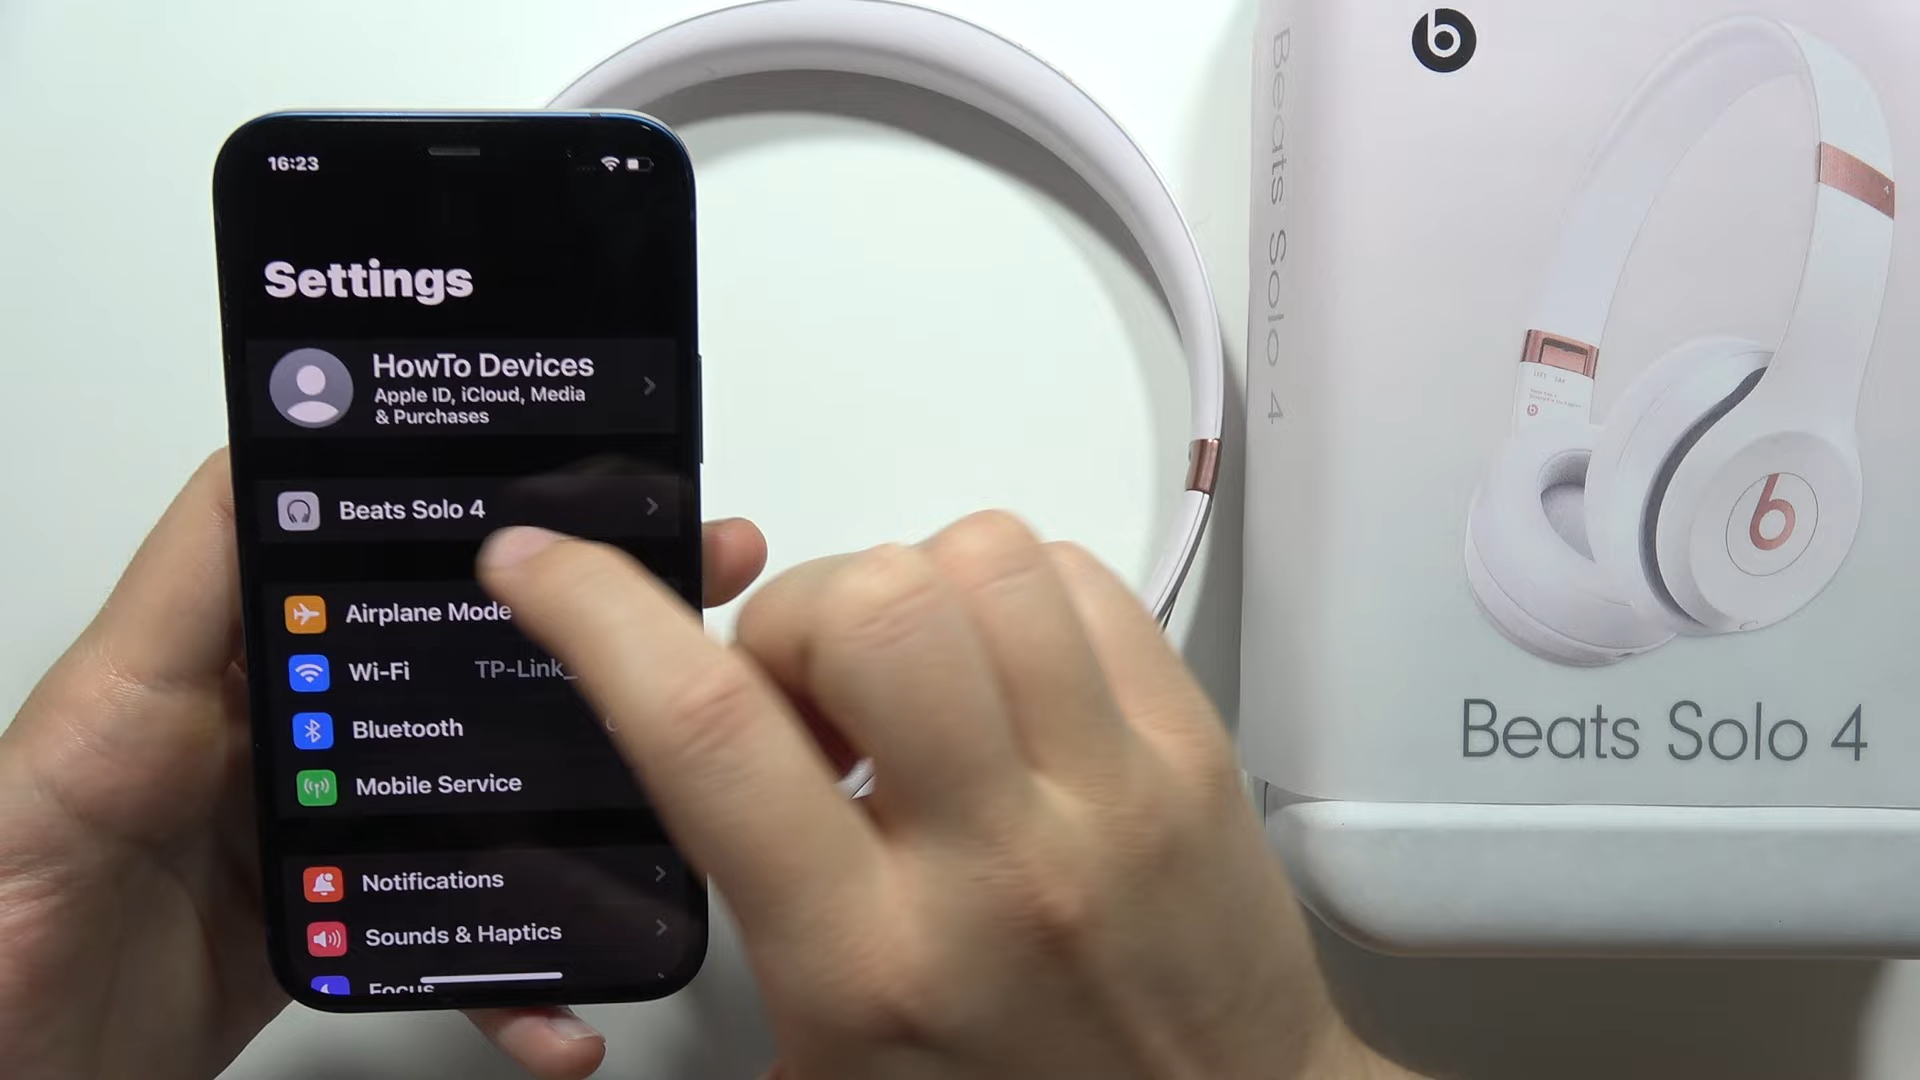 16:23
Settings
HowTo Devices
Apple ID, iCloud, Media
& Purchases
Beats Solo 4
Airplane Mode
Wi-Fi TP-Link_
Bluetooth
Mobile Service
Notifications
Sounds & Haptics
Focus
Beats Solo 4
b
b
Beats Solo 4